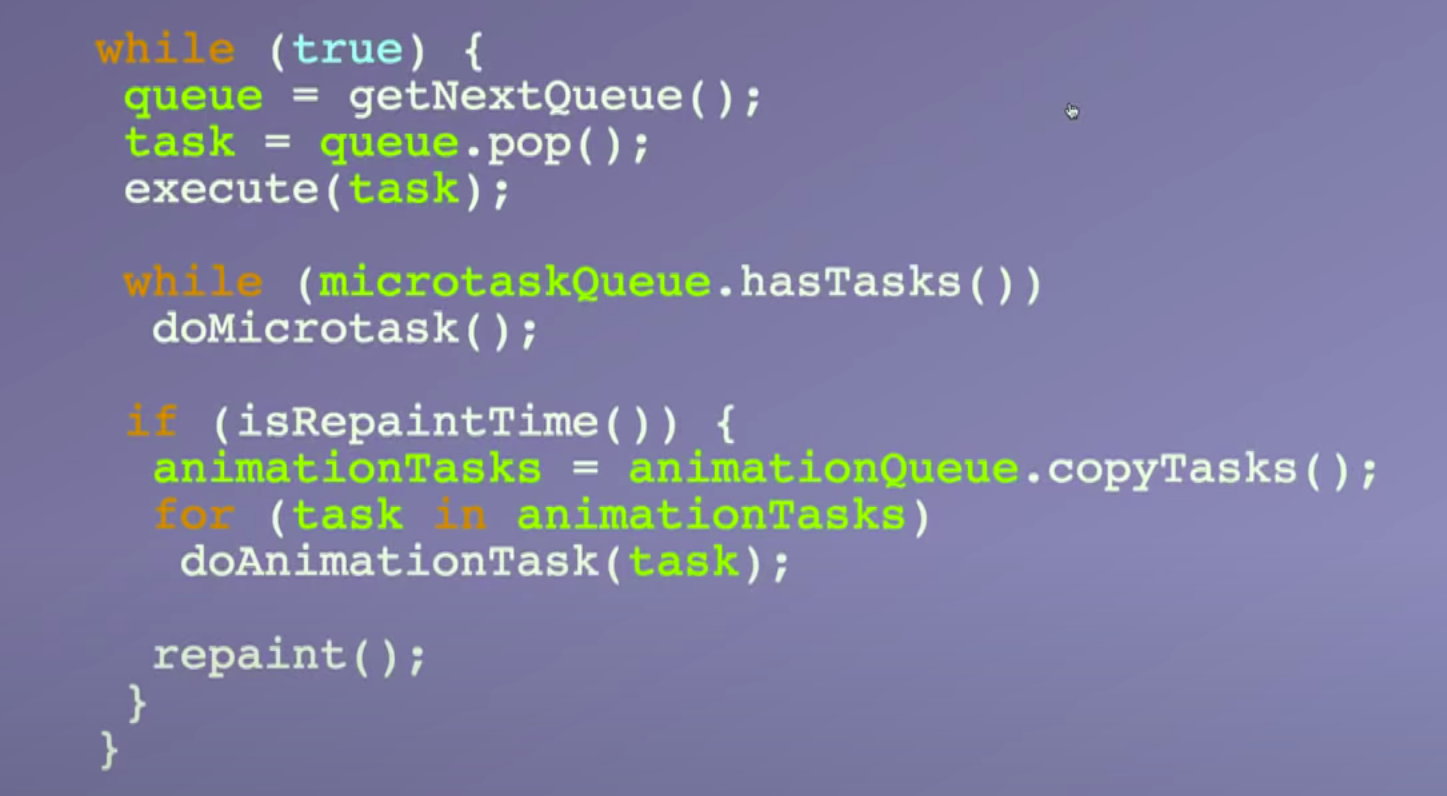 while (true) {
queue = getNextQueue();
task = queue.pop();
execute(task);
while (microtaskQueue.hasTasks())
doMicrotask();
if (isRepaintTime()) {
animationTasks = animationQueue.copyTasks();
for (task in animationTasks)
doAnimationTask(task);
repaint();
}
}